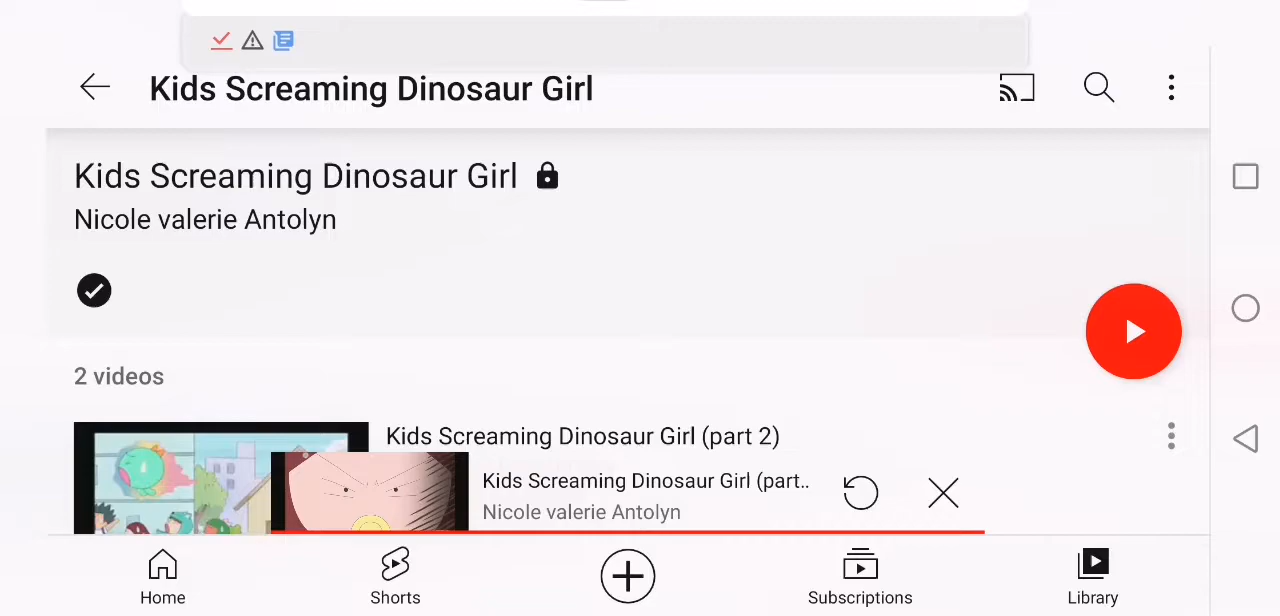 Kids Screaming Dinosaur Girl
Kids Screaming Dinosaur Girl
Nicole valerie Antolyn
2 videos
Kids Screaming Dinosaur Girl (part 2)
Kids Screaming Dinosaur Girl (part..
Nicole valerie Antolyn
Home
Shorts
Subscriptions
Library